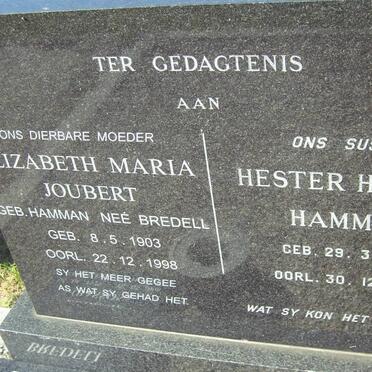 TER GEDAGTENIS
AAN
ONS DIERBARE MOEDER
LIZABETH MARIA
JOUBERT
GEB. HAMMAN NEÉ BREDELL
GEB. 8.5.1903
OORL. 22.12.1998
SY HET MEER GEGEE
AS WAT SY GEHAD HET.
ONS SUS
HESTER H
HAMM
GEB. 29.3
OORL. 30.12
WAT SY KON HET
BREDELL